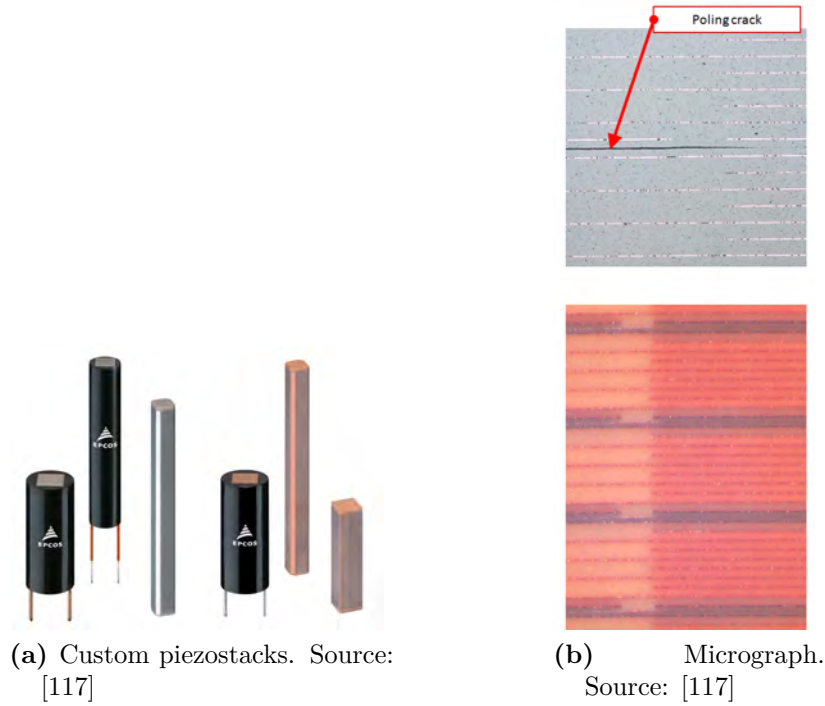 Poling crack
EPCOS
EPCOS
EPCOS
(a) Custom piezostacks. Source:
[117]
(b) Micrograph.
Source: [117]